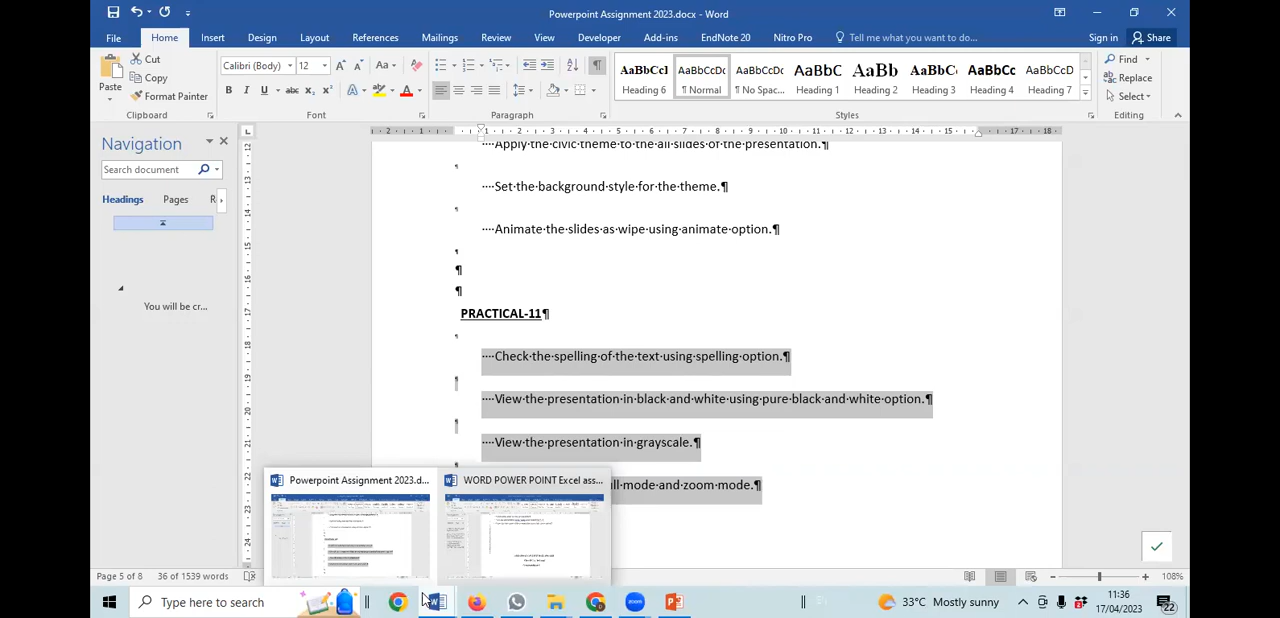 Powerpoint Assignment 2023.docx - Word
File Home Insert Design Layout References Mailings Review View Developer Add-ins EndNote 20 Nitro Pro Tell me what you want to do... Sign in Share
Paste
Cut
Copy
Format Painter
Calibri (Body) 12
AaBbCcI AaBbCcDc AaBbCcDc AaBbC AaBb AaBbC AaBbCc AaBbCcD
Heading 6 ¶ Normal ¶ No Spac... Heading 1 Heading 2 Heading 3 Heading 4 Heading 7
Find
Replace
Select
Clipboard Font Paragraph Styles Editing
Navigation
Search document
Headings Pages R
You will be cr...
Apply·the·civic·theme·to·the·all·slides·of·the·presentation.¶
····Set·the·background·style·for·the·theme.¶
····Animate·the·slides·as·wipe·using·animate·option.¶
¶
¶
PRACTICAL-11¶
····Check·the·spelling·of·the·text·using·spelling·option.¶
····View·the·presentation·in·black·and·white·using·pure·black·and·white·option.¶
····View·the·presentation·in·grayscale.¶
ll·mode·and·zoom·mode.¶
Powerpoint Assignment 2023.d...
WORD POWER POINT Excel ass...
Page 5 of 8 36 of 1539 words 108%
Type here to search
33°C Mostly sunny
11:36
17/04/2023
22